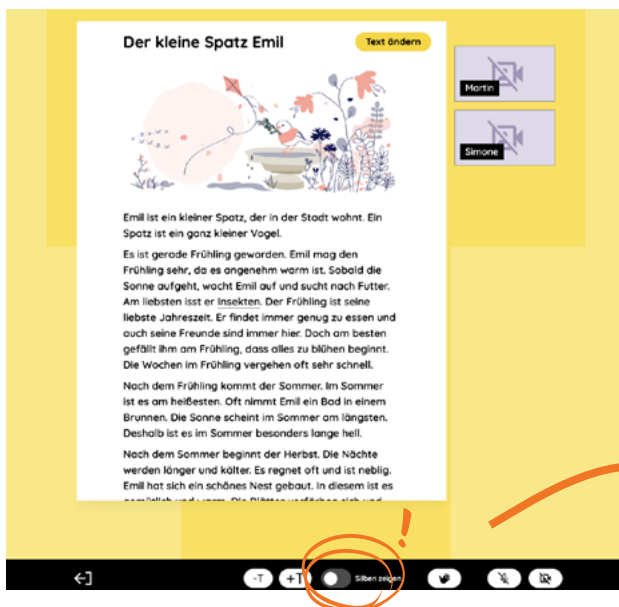 Der kleine Spatz Emil
Text ändern
Martin
Simone
Emil ist ein kleiner Spatz, der in der Stadt wohnt. Ein
Spatz ist ein ganz kleiner Vogel.
Es ist gerade Frühling geworden. Emil mag den
Frühling sehr, da es angenehm warm ist. Sobald die
Sonne aufgeht, wacht Emil auf und sucht nach Futter.
Am liebsten isst er Insekten. Der Frühling ist seine
liebste Jahreszeit. Er findet immer genug zu essen und
auch seine Freunde sind immer hier. Doch am besten
gefällt ihm am Frühling, dass alles zu blühen beginnt.
Die Wochen im Frühling vergehen oft sehr schnell.
Nach dem Frühling kommt der Sommer. Im Sommer
ist es am heißesten. Oft nimmt Emil ein Bad in einem
Brunnen. Die Sonne scheint im Sommer am längsten.
Deshalb ist es im Sommer besonders lange hell.
Nach dem Sommer beginnt der Herbst. Die Nächte
werden länger und kälter. Es regnet oft und ist neblig.
Emil hat sich ein schönes Nest gebaut. In diesem ist es
gemütlich und warm. Die Blätter verfärben sich und
!
-T
+T
Silben zeigen